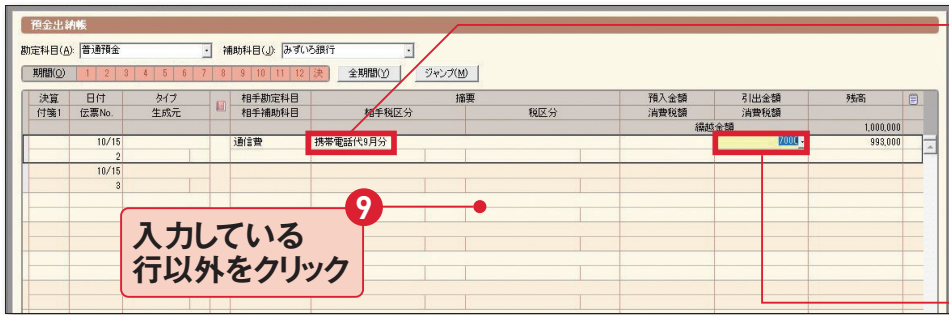 預金出納帳
勘定科目(A): 普通預金 補助科目(J): みずいろ銀行
期間(O) 1 2 3 4 5 6 7 8 9 10 11 12 決 全期間(Y) ジャンプ(M)
決算 日付 タイプ 相手勘定科目 摘要 預入金額 引出金額 残高
付箋1 伝票No. 生成元 相手補助科目 相手税区分 税区分 消費税額 消費税額
繰越金額 1,000,000
10/15 通信費 携帯電話代9月分 7000 993,000
2
10/15
3
9
入力している
行以外をクリック